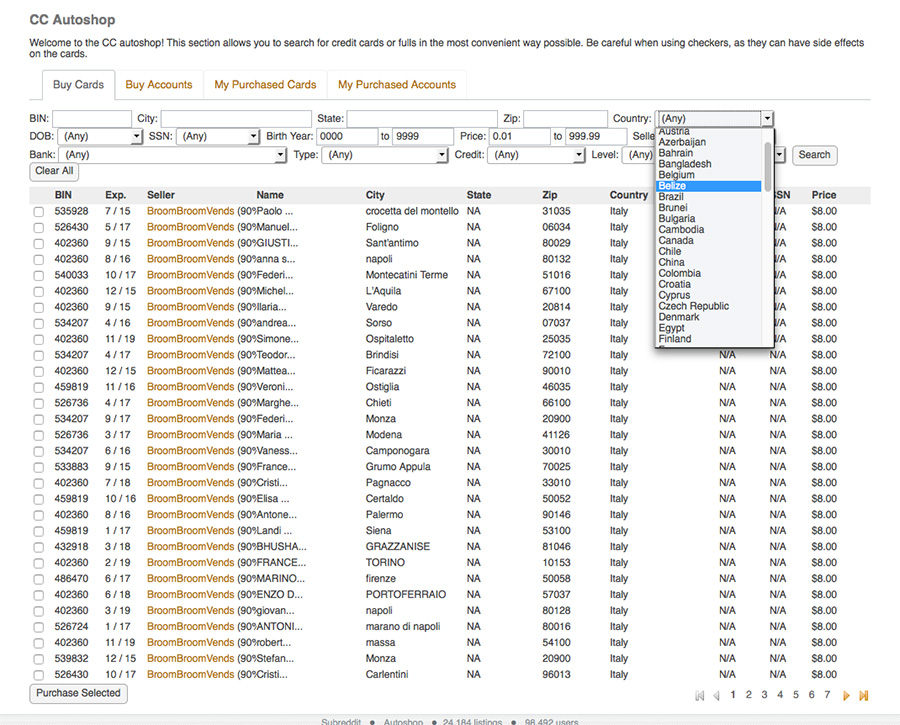 CC Autoshop
Welcome to the CC autoshop! This section allows you to search for credit cards or fulls in the most convenient way possible. Be careful when using checkers, as they can have side effects
on the cards.
Buy Cards Buy Accounts My Purchased Cards My Purchased Accounts
BIN: City: State: Zip: Country: (Any)
DOB: (Any) SSN: (Any) Birth Year: 0000 to 9999 Price: 0.01 to 999.99
Bank: (Any) Type: (Any) Credit: (Any) Level: (Any) Search
Clear All
Austria
Azerbaijan
Bahrain
Bangladesh
Belgium
Belize
Brazil
Brunei
Bulgaria
Cambodia
Canada
Chile
China
Colombia
Croatia
Cyprus
Czech Republic
Denmark
Egypt
Finland
BIN Exp. Seller Name City State Zip Country Price
535928 7 / 15 BroomBroomVends (90%Paolo ... crocetta del montello NA 31035 Italy $8.00
526430 5 / 17 BroomBroomVends (90%Manuel... Foligno NA 06034 Italy $8.00
402360 9 / 15 BroomBroomVends (90%GIUSTI... Sant'antimo NA 80029 Italy $8.00
402360 8 / 16 BroomBroomVends (90%anna s... napoli NA 80132 Italy $8.00
540033 10 / 17 BroomBroomVends (90%Federi... Montecatini Terme NA 51016 Italy $8.00
402360 12 / 15 BroomBroomVends (90%Michel... L'Aquila NA 67100 Italy $8.00
402360 9 / 15 BroomBroomVends (90%Ilaria... Varedo NA 20814 Italy $8.00
534207 4 / 16 BroomBroomVends (90%andrea... Sorso NA 07037 Italy $8.00
402360 11 / 19 BroomBroomVends (90%Simone... Ospitaletto NA 25035 Italy $8.00
534207 4 / 17 BroomBroomVends (90%Teodor... Brindisi NA 72100 Italy N/A N/A $8.00
402360 12 / 15 BroomBroomVends (90%Mattea... Ficarazzi NA 90010 Italy N/A N/A $8.00
459819 11 / 16 BroomBroomVends (90%Veroni... Ostiglia NA 46035 Italy N/A N/A $8.00
526736 4 / 17 BroomBroomVends (90%Marghe... Chieti NA 66100 Italy N/A N/A $8.00
534207 9 / 17 BroomBroomVends (90%Federi... Monza NA 20900 Italy N/A N/A $8.00
526736 3 / 17 BroomBroomVends (90%Maria ... Modena NA 41126 Italy N/A N/A $8.00
534207 6 / 16 BroomBroomVends (90%Vaness... Camponogara NA 30010 Italy N/A N/A $8.00
533883 9 / 15 BroomBroomVends (90%France... Grumo Appula NA 70025 Italy N/A N/A $8.00
402360 7 / 18 BroomBroomVends (90%Cristi... Pagnacco NA 33010 Italy N/A N/A $8.00
459819 10 / 16 BroomBroomVends (90%Elisa ... Certaldo NA 50052 Italy N/A N/A $8.00
402360 8 / 16 BroomBroomVends (90%Antone... Palermo NA 90146 Italy N/A N/A $8.00
459819 1 / 17 BroomBroomVends (90%Landi ... Siena NA 53100 Italy N/A N/A $8.00
432918 3 / 18 BroomBroomVends (90%BHUSHA... GRAZZANISE NA 81046 Italy N/A N/A $8.00
402360 2 / 19 BroomBroomVends (90%FRANCE... TORINO NA 10153 Italy N/A N/A $8.00
486470 6 / 17 BroomBroomVends (90%MARINO... firenze NA 50058 Italy N/A N/A $8.00
402360 6 / 18 BroomBroomVends (90%ENZO D... PORTOFERRAIO NA 57037 Italy N/A N/A $8.00
402360 3 / 19 BroomBroomVends (90%giovan... napoli NA 80128 Italy N/A N/A $8.00
526724 1 / 17 BroomBroomVends (90%ANTONI... marano di napoli NA 80016 Italy N/A N/A $8.00
402360 11 / 19 BroomBroomVends (90%robert... massa NA 54100 Italy N/A N/A $8.00
539832 12 / 15 BroomBroomVends (90%Stefan... Monza NA 20900 Italy N/A N/A $8.00
526430 10 / 17 BroomBroomVends (90%Cristi... Carlentini NA 96013 Italy N/A N/A $8.00
Purchase Selected 1 2 3 4 5 6 7
Subreddit ● Autoshop ● 24,184 listings ● 98,492 users